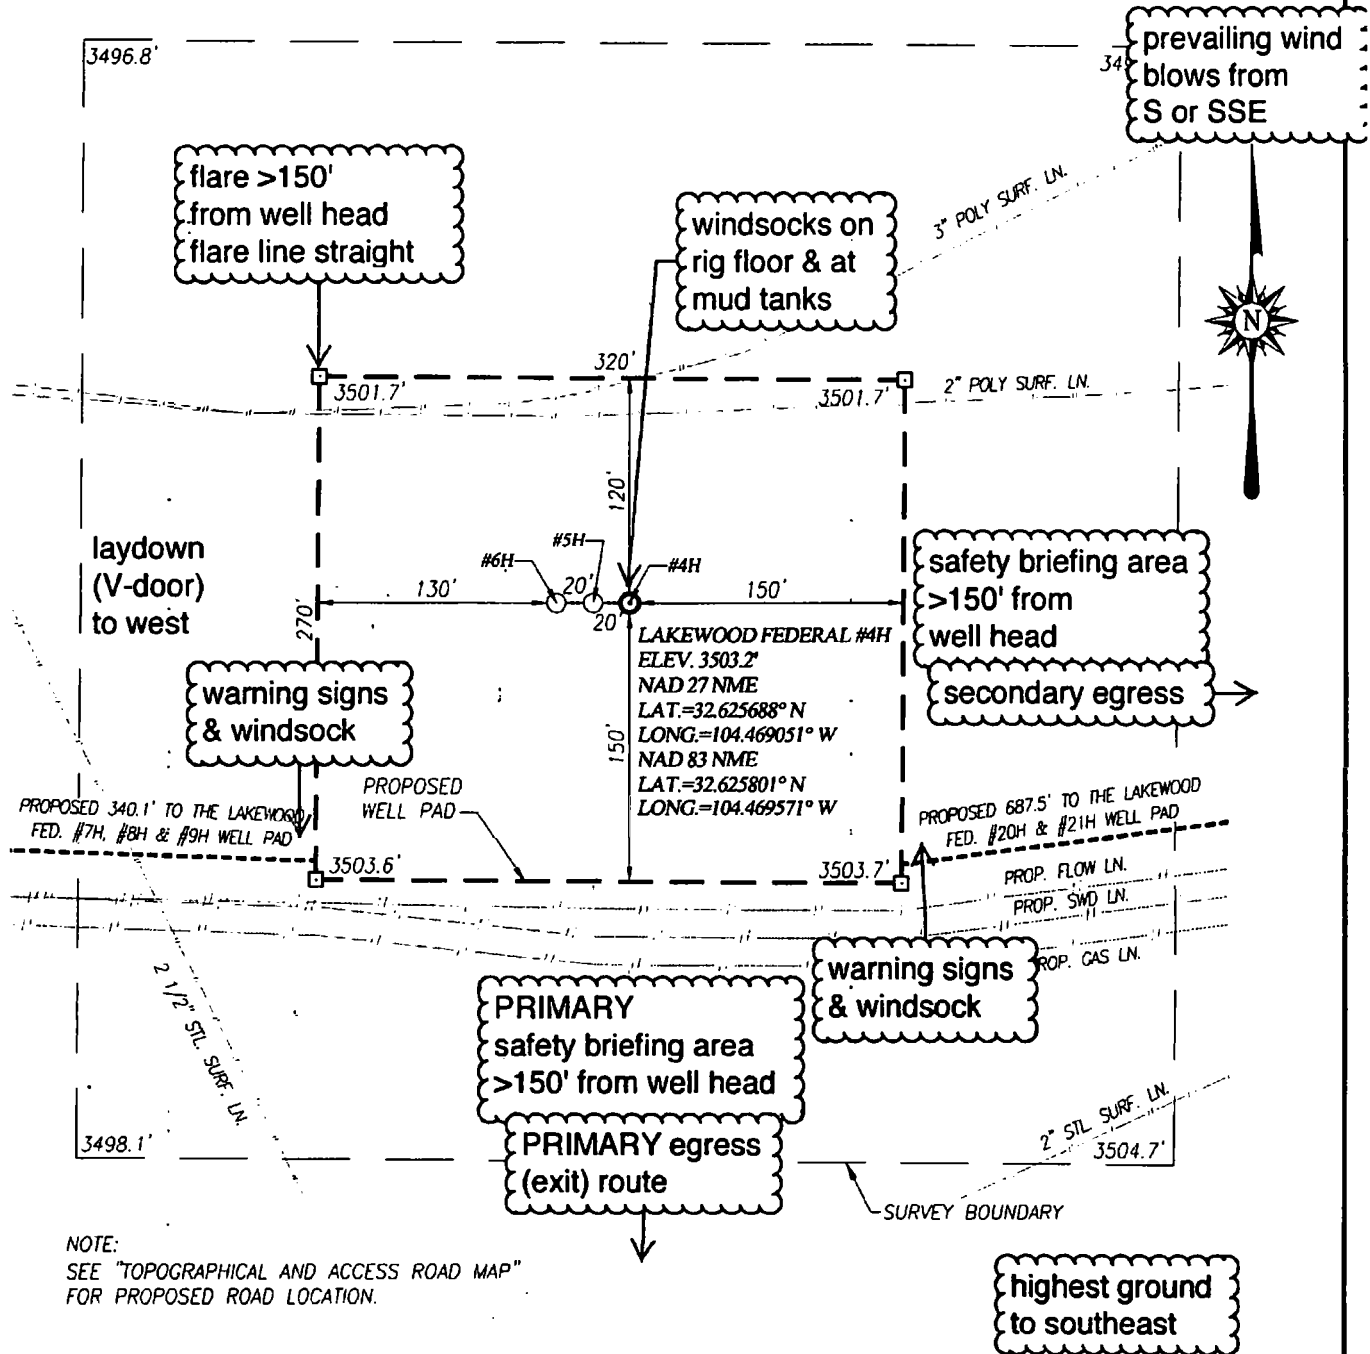 3496.8'
prevailing wind
blows from
S or SSE
flare >150'
from well head
flare line straight
windsocks on
rig floor & at
mud tanks
3" POLY SURF. LN.
N
320'
3501.7'
3501.7'
2" POLY SURF. LN.
120'
laydown
(V-door)
to west
#6H
#5H
#4H
130'
20'
20'
150'
270'
safety briefing area
>150' from
well head
secondary egress
LAKEWOOD FEDERAL #4H
ELEV. 3503.2'
NAD 27 NME
LAT.=32.625688° N
LONG.=104.469051° W
NAD 83 NME
LAT.=32.625801° N
LONG.=104.469571° W
150'
warning signs
& windsock
PROPOSED
WELL PAD
PROPOSED 340.1' TO THE LAKEWOOD
FED. #7H, #8H & #9H WELL PAD
PROPOSED 687.5' TO THE LAKEWOOD
FED. #20H & #21H WELL PAD
3503.6'
3503.7'
PROP. FLOW LN.
PROP. SWD LN.
PROP. GAS LN.
warning signs
& windsock
2 1/2" STL. SURF. LN.
PRIMARY
safety briefing area
>150' from well head
PRIMARY egress
(exit) route
2" STL SURF. LN.
3498.1'
3504.7'
SURVEY BOUNDARY
NOTE:
SEE "TOPOGRAPHICAL AND ACCESS ROAD MAP"
FOR PROPOSED ROAD LOCATION.
highest ground
to southeast